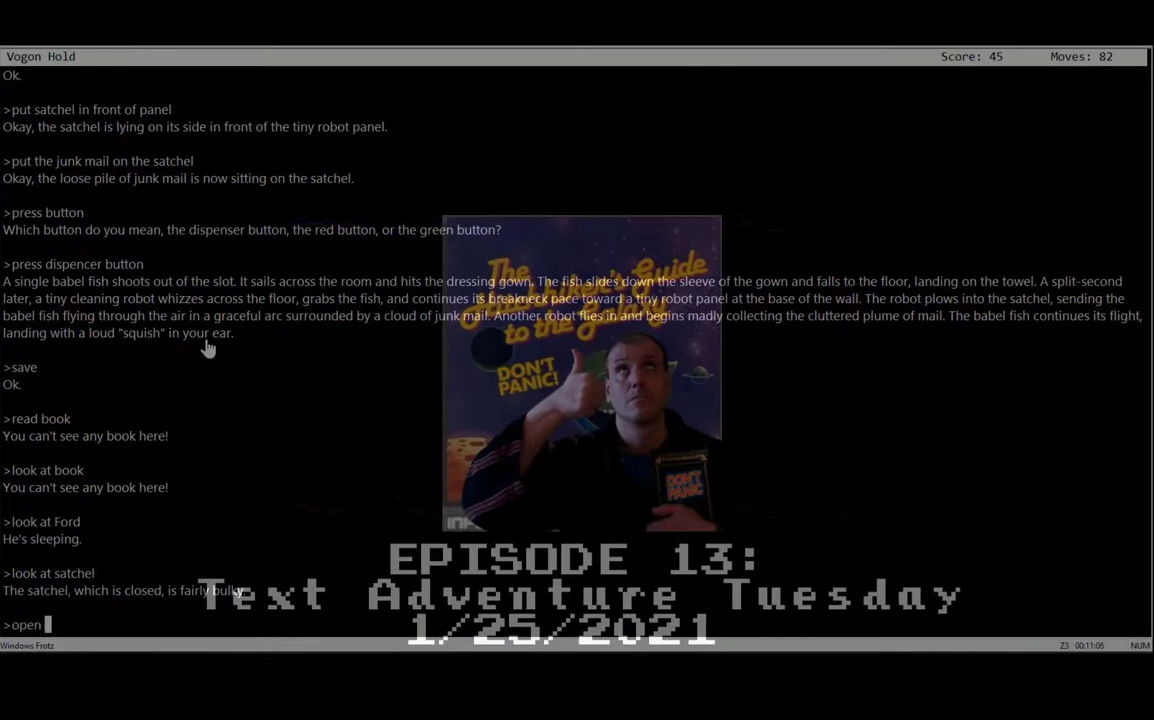 Vogon Hold Score: 45 Moves: 82
Ok.
>put satchel in front of panel
Okay, the satchel is lying on its side in front of the tiny robot panel.
>put the junk mail on the satchel
Okay, the loose pile of junk mail is now sitting on the satchel.
>press button
Which button do you mean, the dispenser button, the red button, or the green button?
>press dispencer button
A single babel fish shoots out of the slot. It sails across the room and hits the dressing gown. The fish slides down the sleeve of the gown and falls to the floor, landing on the towel. A split-second
later, a tiny cleaning robot whizzes across the floor, grabs the fish, and continues its breakneck pace toward a tiny robot panel at the base of the wall. The robot plows into the satchel, sending the
babel fish flying through the air in a graceful arc surrounded by a cloud of junk mail. Another robot flies in and begins madly collecting the cluttered plume of mail. The babel fish continues its flight,
landing with a loud "squish" in your ear.
>save
Ok.
>read book
You can't see any book here!
>look at book
You can't see any book here!
>look at Ford
He's sleeping.
>look at satchel
The satchel, which is closed, is fairly bulky.
>open
The
Hitchhiker's Guide
to the galaxy
DON'T
PANIC!
DON'T
PANIC
EPISODE 13:
Text Adventure Tuesday
1/25/2021
Windows Frotz Z3 00:11:05 NUM